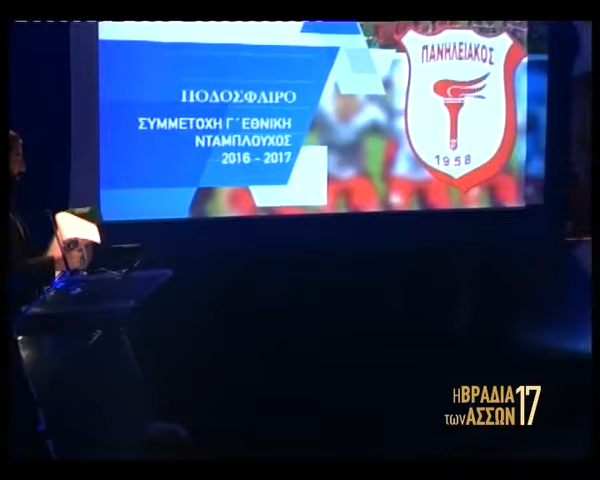 ΠΟΔΟΣΦΑΙΡΟ
ΣΥΜΜΕΤΟΧΗ Γ΄ ΕΘΝΙΚΗ
ΝΤΑΜΠΛΟΥΧΟΣ
2016 - 2017
ΠΑΝΗΛΕΙΑΚΟΣ
1958
Η ΒΡΑΔΙΑ
των ΑΣΣΩΝ 17